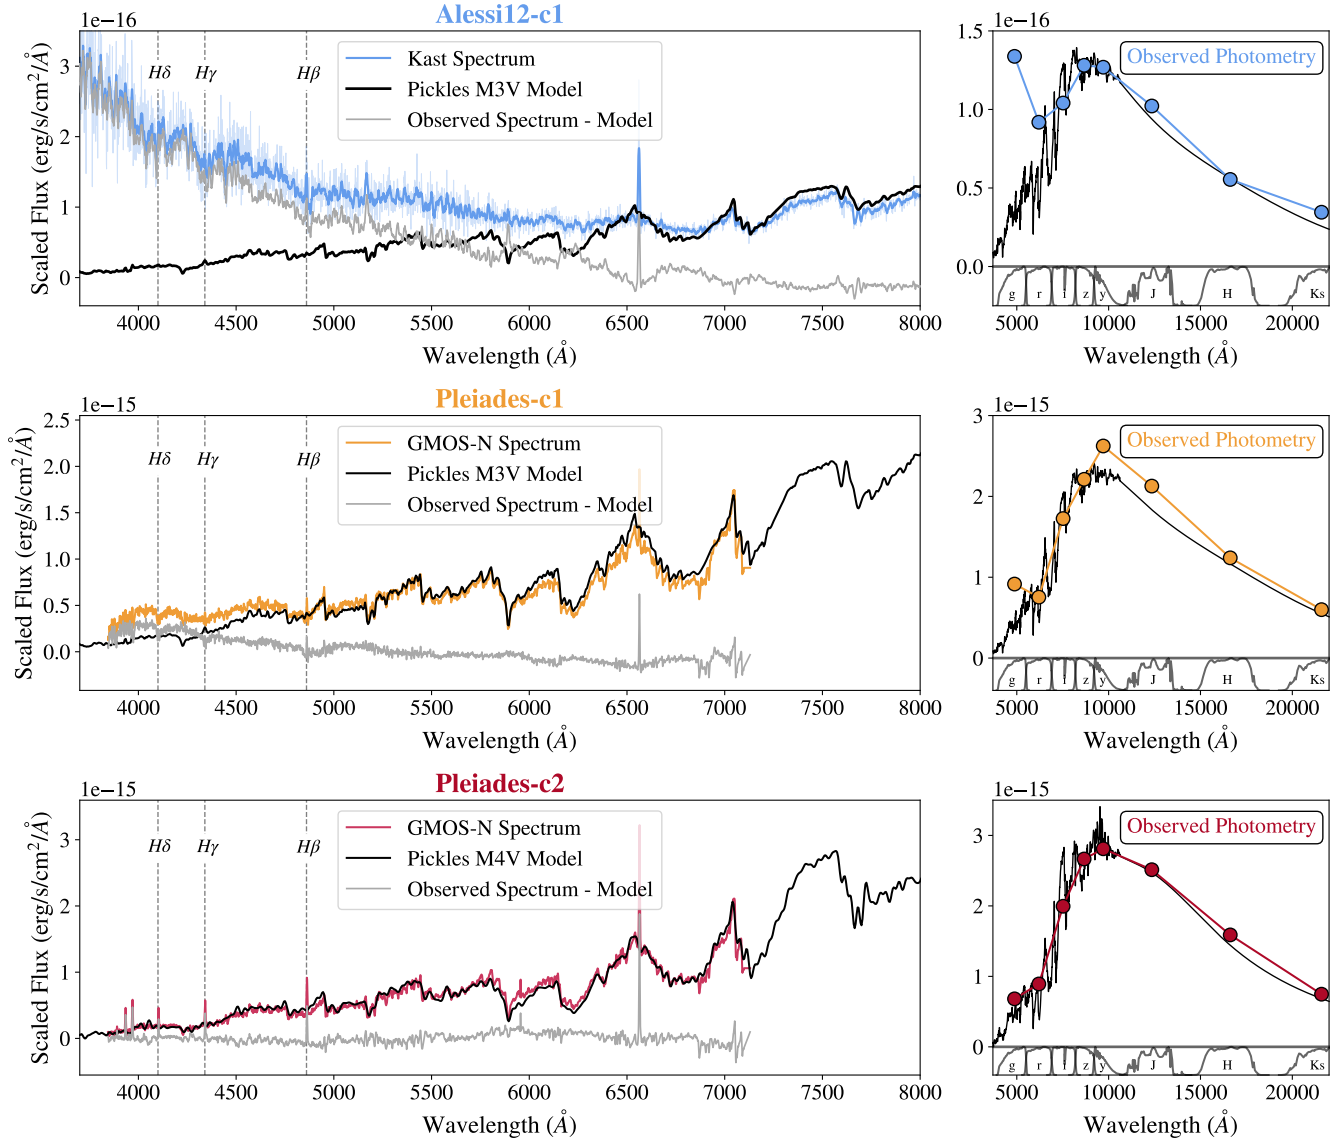 Alessi12-c1
1e−16
Scaled Flux (erg/s/cm²/Å)
3
2
1
0
Hδ
Hγ
Hβ
Kast Spectrum
Pickles M3V Model
Observed Spectrum - Model
4000 4500 5000 5500 6000 6500 7000 7500 8000
Wavelength (Å)
1e−16
1.5
1.0
0.5
0.0
Observed Photometry
g r i z y J H Ks
5000 10000 15000 20000
Wavelength (Å)
Pleiades-c1
1e−15
Scaled Flux (erg/s/cm²/Å)
2.5
2.0
1.5
1.0
0.5
0.0
Hδ
Hγ
Hβ
GMOS-N Spectrum
Pickles M3V Model
Observed Spectrum - Model
4000 4500 5000 5500 6000 6500 7000 7500 8000
Wavelength (Å)
1e−15
3
2
1
0
Observed Photometry
g r i z y J H Ks
5000 10000 15000 20000
Wavelength (Å)
Pleiades-c2
1e−15
Scaled Flux (erg/s/cm²/Å)
3
2
1
0
Hδ
Hγ
Hβ
GMOS-N Spectrum
Pickles M4V Model
Observed Spectrum - Model
4000 4500 5000 5500 6000 6500 7000 7500 8000
Wavelength (Å)
1e−15
3
2
1
0
Observed Photometry
g r i z y J H Ks
5000 10000 15000 20000
Wavelength (Å)